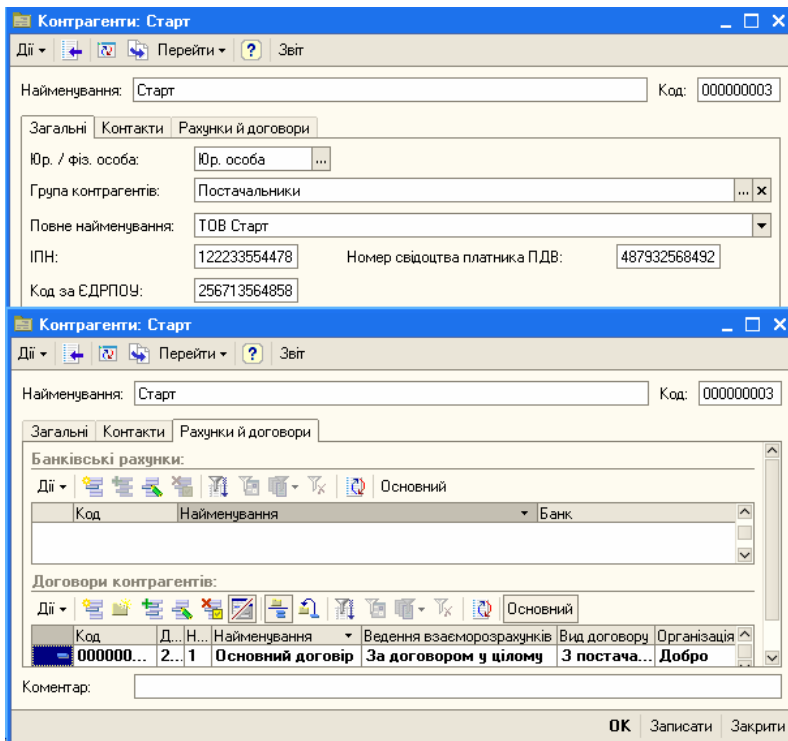 Контрагенти: Старт
Дії Перейти ? Звіт
Найменування: Старт Код: 000000003
Загальні Контакти Рахунки й договори
Юр. / фіз. особа: Юр. особа ...
Група контрагентів: Постачальники ... x
Повне найменування: ТОВ Старт
ІПН: 122233554478 Номер свідоцтва платника ПДВ: 487932568492
Код за ЄДРПОУ: 256713564858
Контрагенти: Старт
Дії Перейти ? Звіт
Найменування: Старт Код: 000000003
Загальні Контакти Рахунки й договори
Банківські рахунки:
Дії Основний
Код Найменування Банк
Договори контрагентів:
Дії Основний
Код Д... Н... Найменування Ведення взаєморозрахунків Вид договору Організація
000000... 2... 1 Основний договір За договором у цілому З постача... Добро
Коментар:
OK Записати Закрити